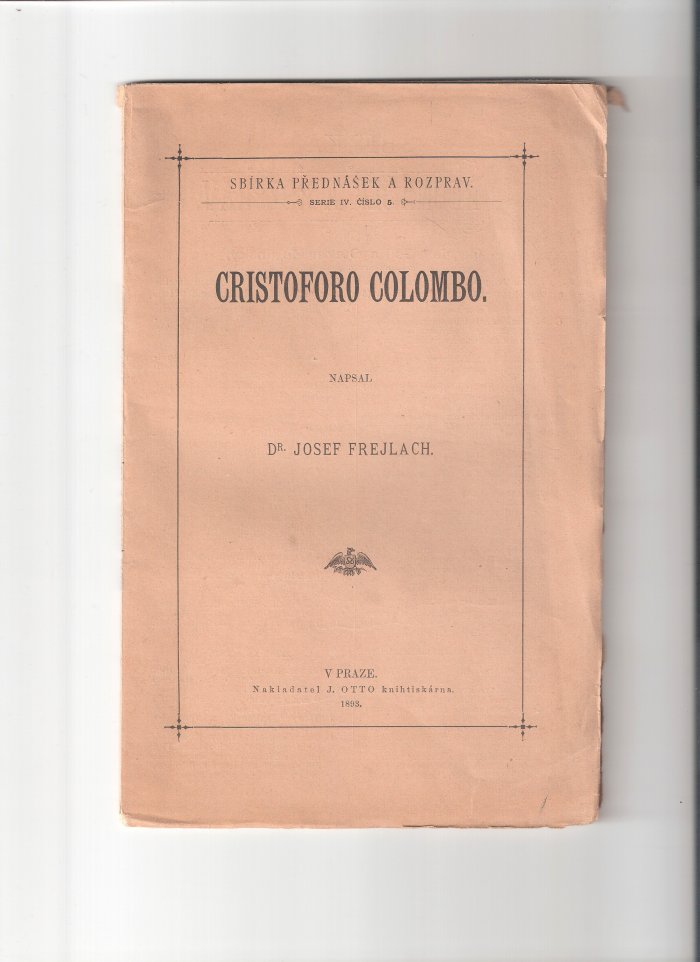 SBÍRKA PŘEDNÁŠEK A ROZPRAV.
SERIE IV. ČÍSLO 5.
CRISTOFORO COLOMBO.
NAPSAL
DR. JOSEF FREJLACH.
V PRAZE.
Nakladatel J. OTTO knihtiskárna.
1893.